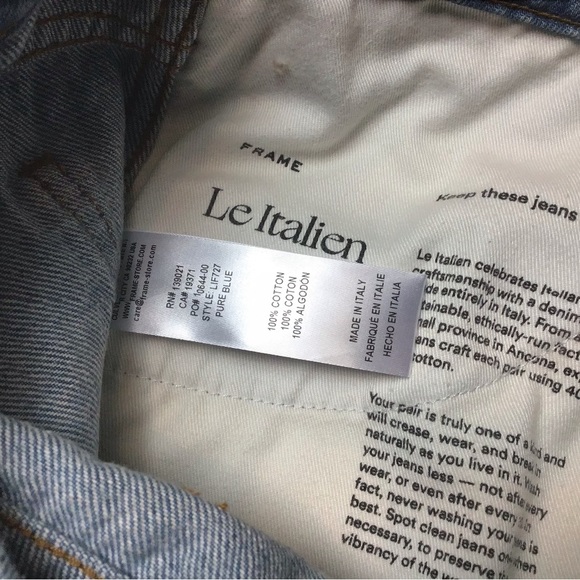 FRAME
Le Italien
Keep these jeans
Le Italien celebrates Italian
craftsmanship with a denim
made entirely in Italy. From
ethically-run
small province in Ancona,
craft each pair using
cotton.
Your pair is truly one of a kind and
will crease, wear, and break in
naturally as you live in it. Wash
your jeans less — not after every
wear, or even after every
fact, never washing your jeans is
best. Spot clean jeans only when
necessary, to preserve the
vibrancy of the
care@frame-store.com
RN# 139021
CA# 19371
PO# 10644-00
STYLE: LIF727
PURE BLUE
100% COTTON
100% COTON
100% ALGODON
MADE IN ITALY
FABRIQUE EN ITALIE
HECHO EN ITALIA